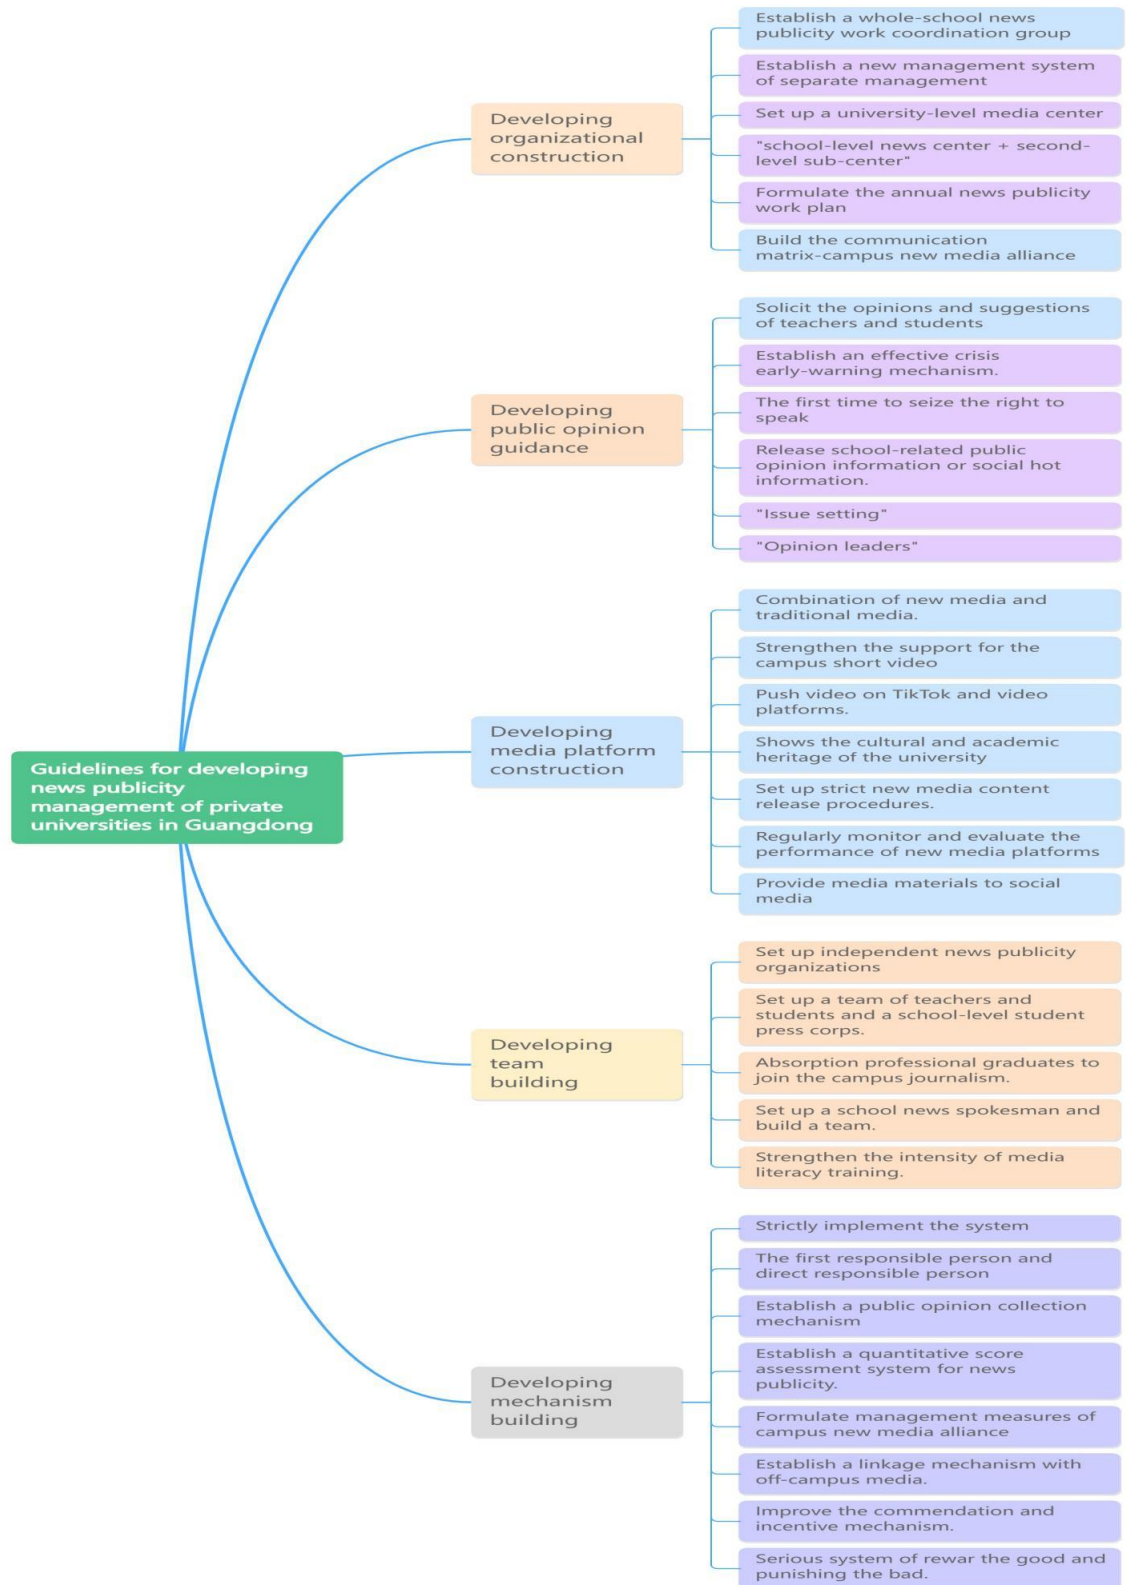 Guidelines for developing
news publicity
management of private
universities in Guangdong
Developing
organizational
construction
Establish a whole-school news
publicity work coordination group
Establish a new management system
of separate management
Set up a university-level media center
"school-level news center + second-
level sub-center"
Formulate the annual news publicity
work plan
Build the communication
matrix-campus new media alliance
Developing
public opinion
guidance
Solicit the opinions and suggestions
of teachers and students
Establish an effective crisis
early-warning mechanism.
The first time to seize the right to
speak
Release school-related public
opinion information or social hot
information.
"Issue setting"
"Opinion leaders"
Developing
media platform
construction
Combination of new media and
traditional media.
Strengthen the support for the
campus short video
Push video on TikTok and video
platforms.
Shows the cultural and academic
heritage of the university
Set up strict new media content
release procedures.
Regularly monitor and evaluate the
performance of new media platforms
Provide media materials to social
media
Developing
team
building
Set up independent news publicity
organizations
Set up a team of teachers and
students and a school-level student
press corps.
Absorption professional graduates to
join the campus journalism.
Set up a school news spokesman and
build a team.
Strengthen the intensity of media
literacy training.
Developing
mechanism
building
Strictly implement the system
The first responsible person and
direct responsible person
Establish a public opinion collection
mechanism
Establish a quantitative score
assessment system for news
publicity.
Formulate management measures of
campus new media alliance
Establish a linkage mechanism with
off-campus media.
Improve the commendation and
incentive mechanism.
Serious system of rewar the good and
punishing the bad.